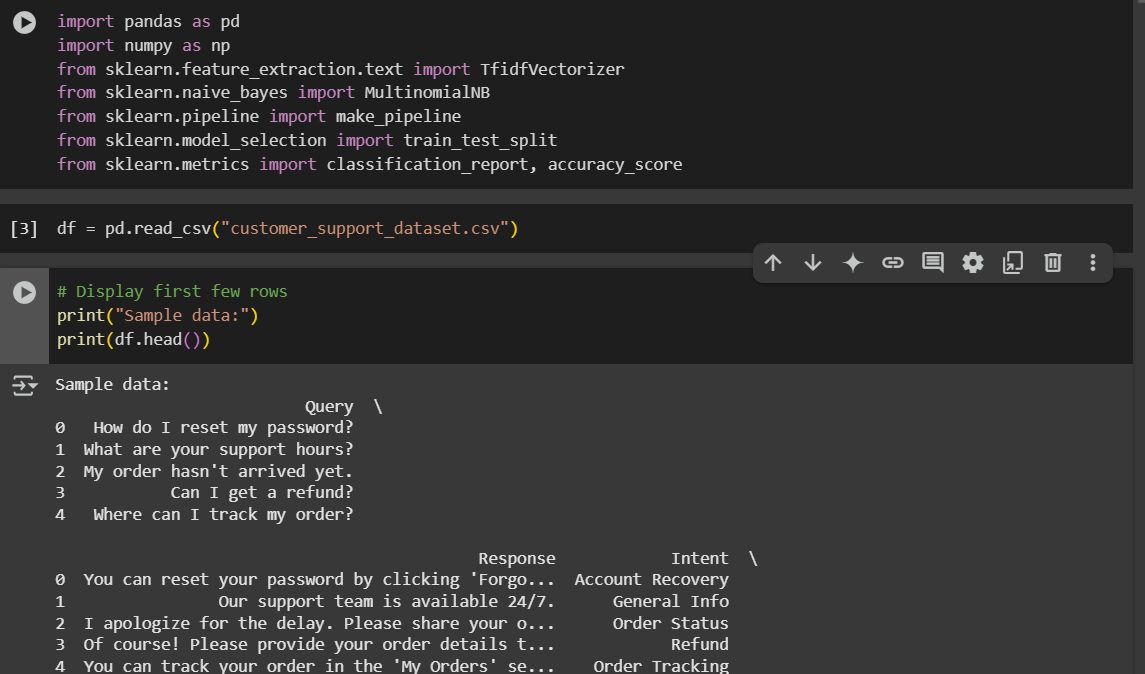 import pandas as pd
import numpy as np
from sklearn.feature_extraction.text import TfidfVectorizer
from sklearn.naive_bayes import MultinomialNB
from sklearn.pipeline import make_pipeline
from sklearn.model_selection import train_test_split
from sklearn.metrics import classification_report, accuracy_score
[3] df = pd.read_csv("customer_support_dataset.csv")
# Display first few rows
print("Sample data:")
print(df.head())
Sample data:
                          Query  \
0   How do I reset my password?
1  What are your support hours?
2  My order hasn't arrived yet.
3           Can I get a refund?
4   Where can I track my order?

                                            Response            Intent  \
0  You can reset your password by clicking 'Forgo...  Account Recovery
1                Our support team is available 24/7.      General Info
2  I apologize for the delay. Please share your o...      Order Status
3  Of course! Please provide your order details t...            Refund
4  You can track your order in the 'My Orders' se...    Order Tracking